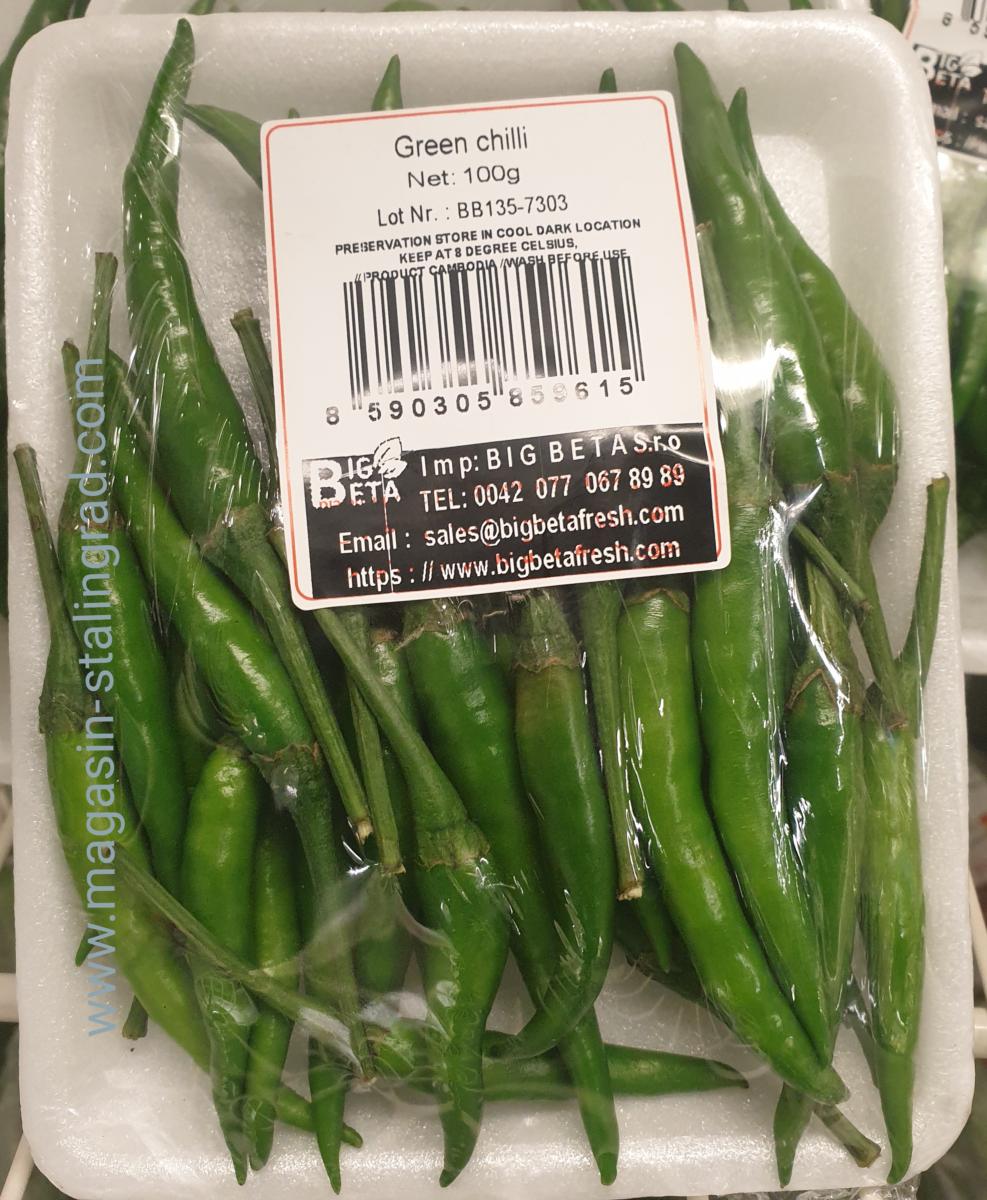 Green chilli
Net: 100g
Lot Nr. : BB135-7303
PRESERVATION STORE IN COOL DARK LOCATION
KEEP AT 8 DEGREE CELSIUS,
// PRODUCT CAMBODIA //WASH BEFORE USE
8 590305 859615
BIG BETA
Imp: BIG BETA S.r.o
TEL: 0042 077 067 89 89
Email : sales@bigbetafresh.com
https : // www.bigbetafresh.com
www.magasin-stalingrad.com
BIG
BETA